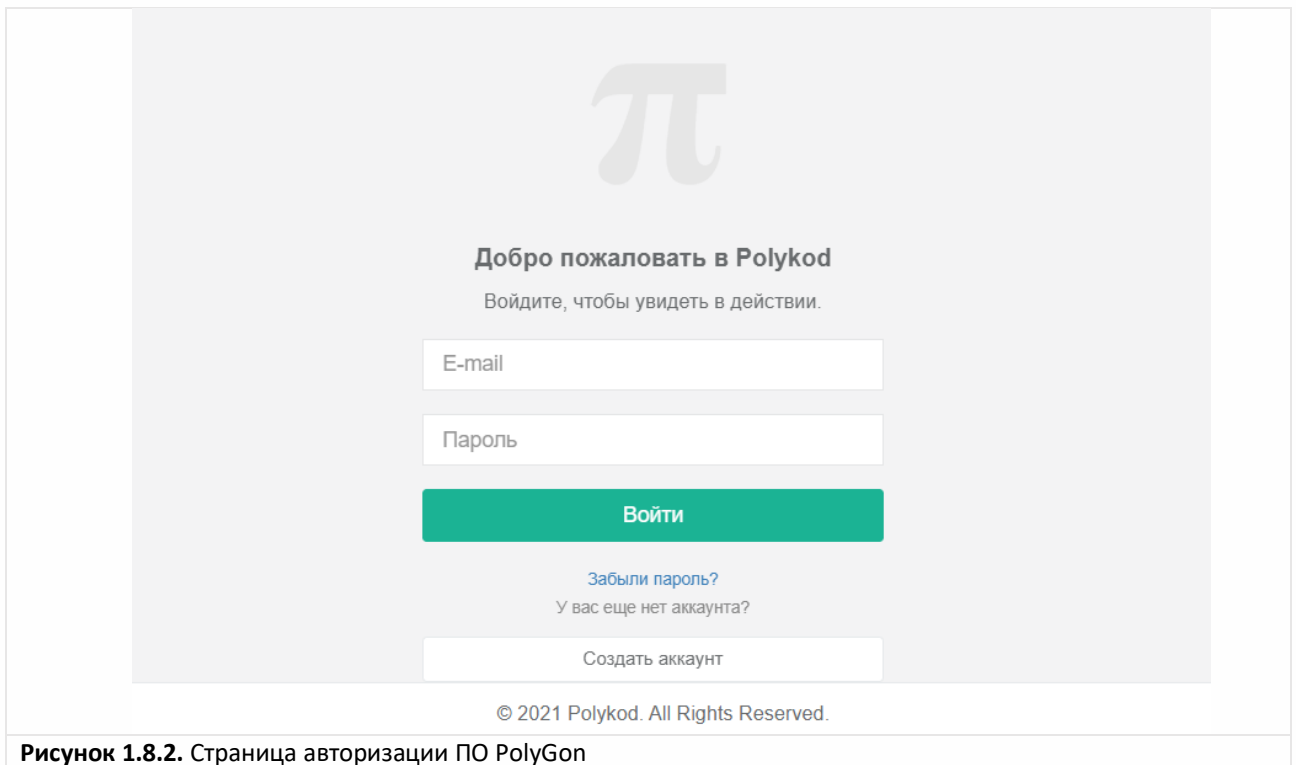 π
Добро пожаловать в Polykod
Войдите, чтобы увидеть в действии.
E-mail
Пароль
Войти
Забыли пароль?
У вас еще нет аккаунта?
Создать аккаунт
© 2021 Polykod. All Rights Reserved.
Рисунок 1.8.2. Страница авторизации ПО PolyGon